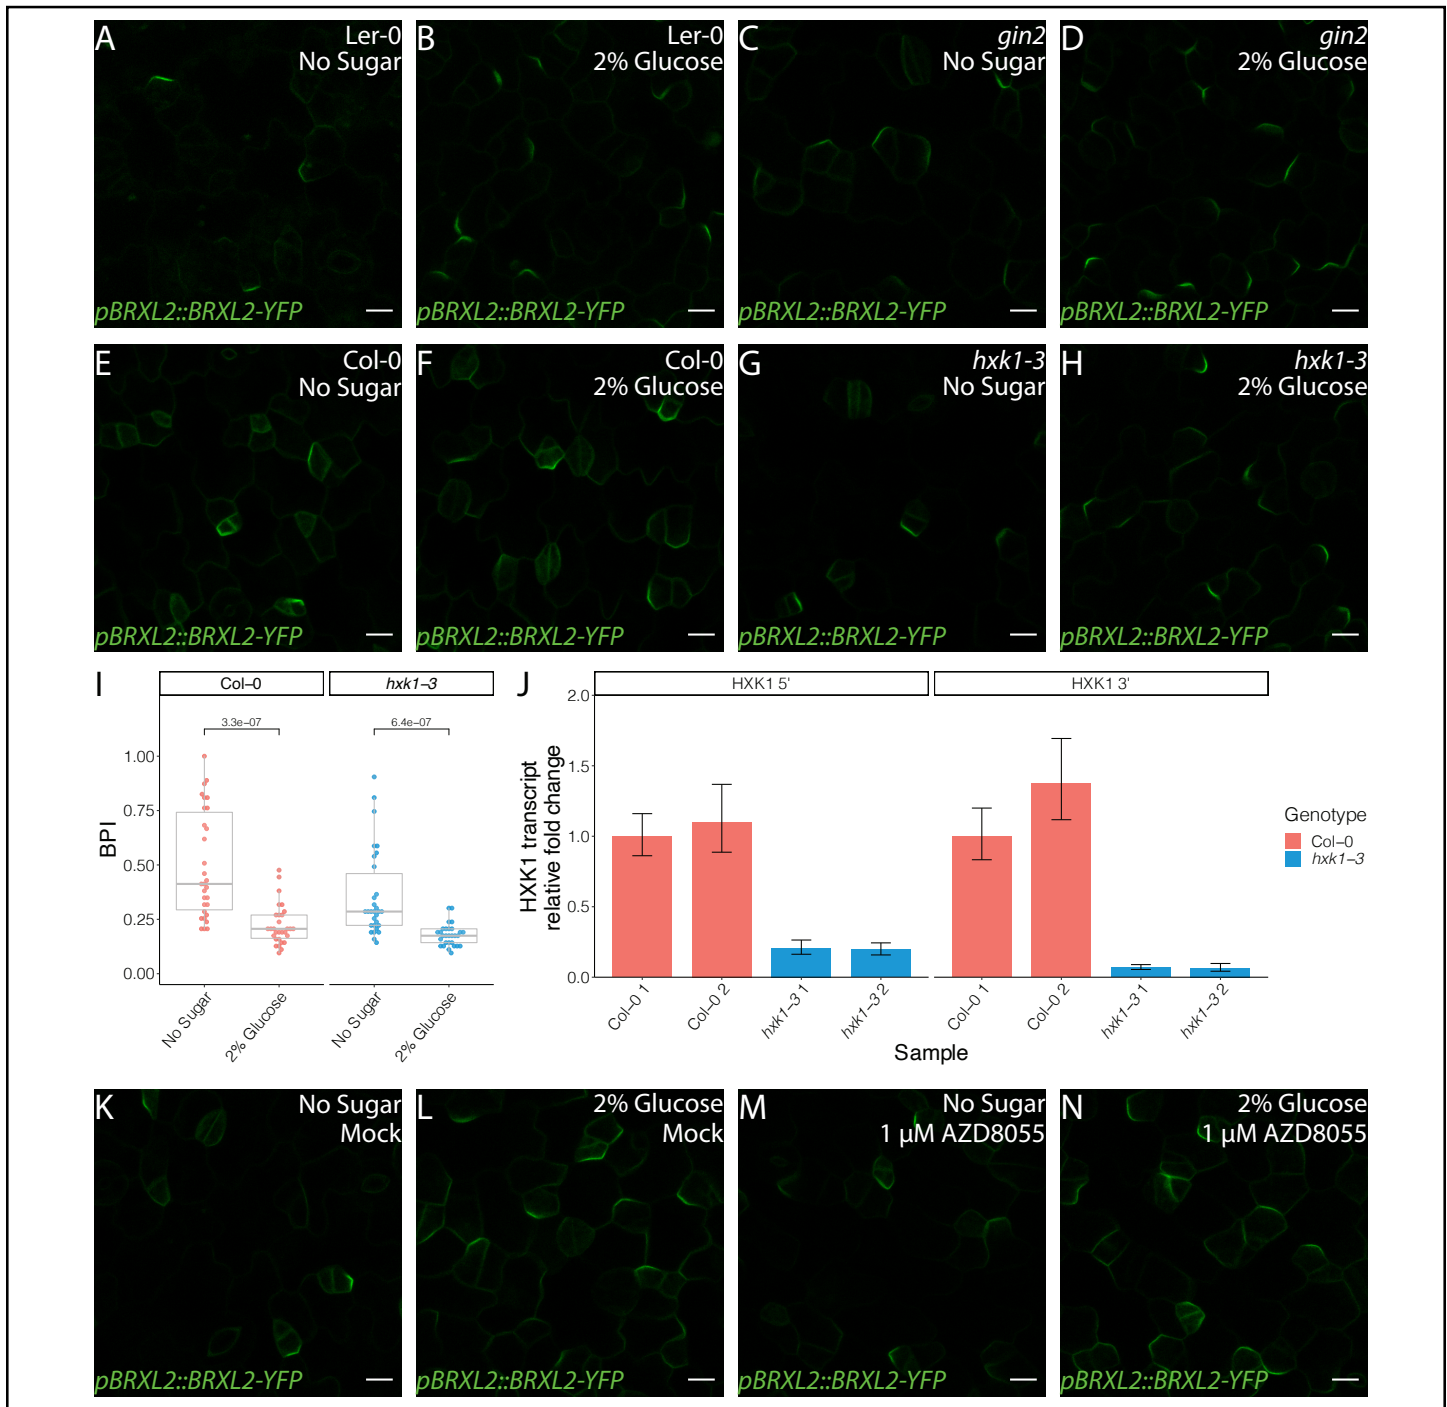 A Ler-0 No Sugar
pBRXL2::BRXL2-YFP
B Ler-0 2% Glucose
pBRXL2::BRXL2-YFP
C gin2 No Sugar
pBRXL2::BRXL2-YFP
D gin2 2% Glucose
pBRXL2::BRXL2-YFP
E Col-0 No Sugar
pBRXL2::BRXL2-YFP
F Col-0 2% Glucose
pBRXL2::BRXL2-YFP
G hxk1-3 No Sugar
pBRXL2::BRXL2-YFP
H hxk1-3 2% Glucose
pBRXL2::BRXL2-YFP
I
Col–0
hxk1–3
3.3e–07
6.4e–07
BPI
1.00
0.75
0.50
0.25
0.00
No Sugar
2% Glucose
No Sugar
2% Glucose
J
HXK1 5'
HXK1 3'
HXK1 transcript
relative fold change
2.0
1.5
1.0
0.5
0.0
Col–0 1
Col–0 2
hxk1–3 1
hxk1–3 2
Col–0 1
Col–0 2
hxk1–3 1
hxk1–3 2
Sample
Genotype
Col–0
hxk1–3
K No Sugar
Mock
pBRXL2::BRXL2-YFP
L 2% Glucose
Mock
pBRXL2::BRXL2-YFP
M No Sugar
1 µM AZD8055
pBRXL2::BRXL2-YFP
N 2% Glucose
1 µM AZD8055
pBRXL2::BRXL2-YFP